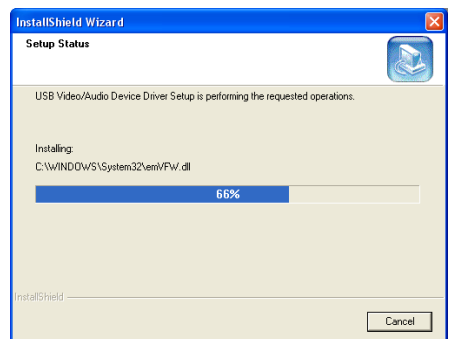 InstallShield Wizard
Setup Status
USB Video/Audio Device Driver Setup is performing the requested operations.
Installing:
C:\WINDOWS\System32\emVFW.dll
66%
InstallShield
Cancel